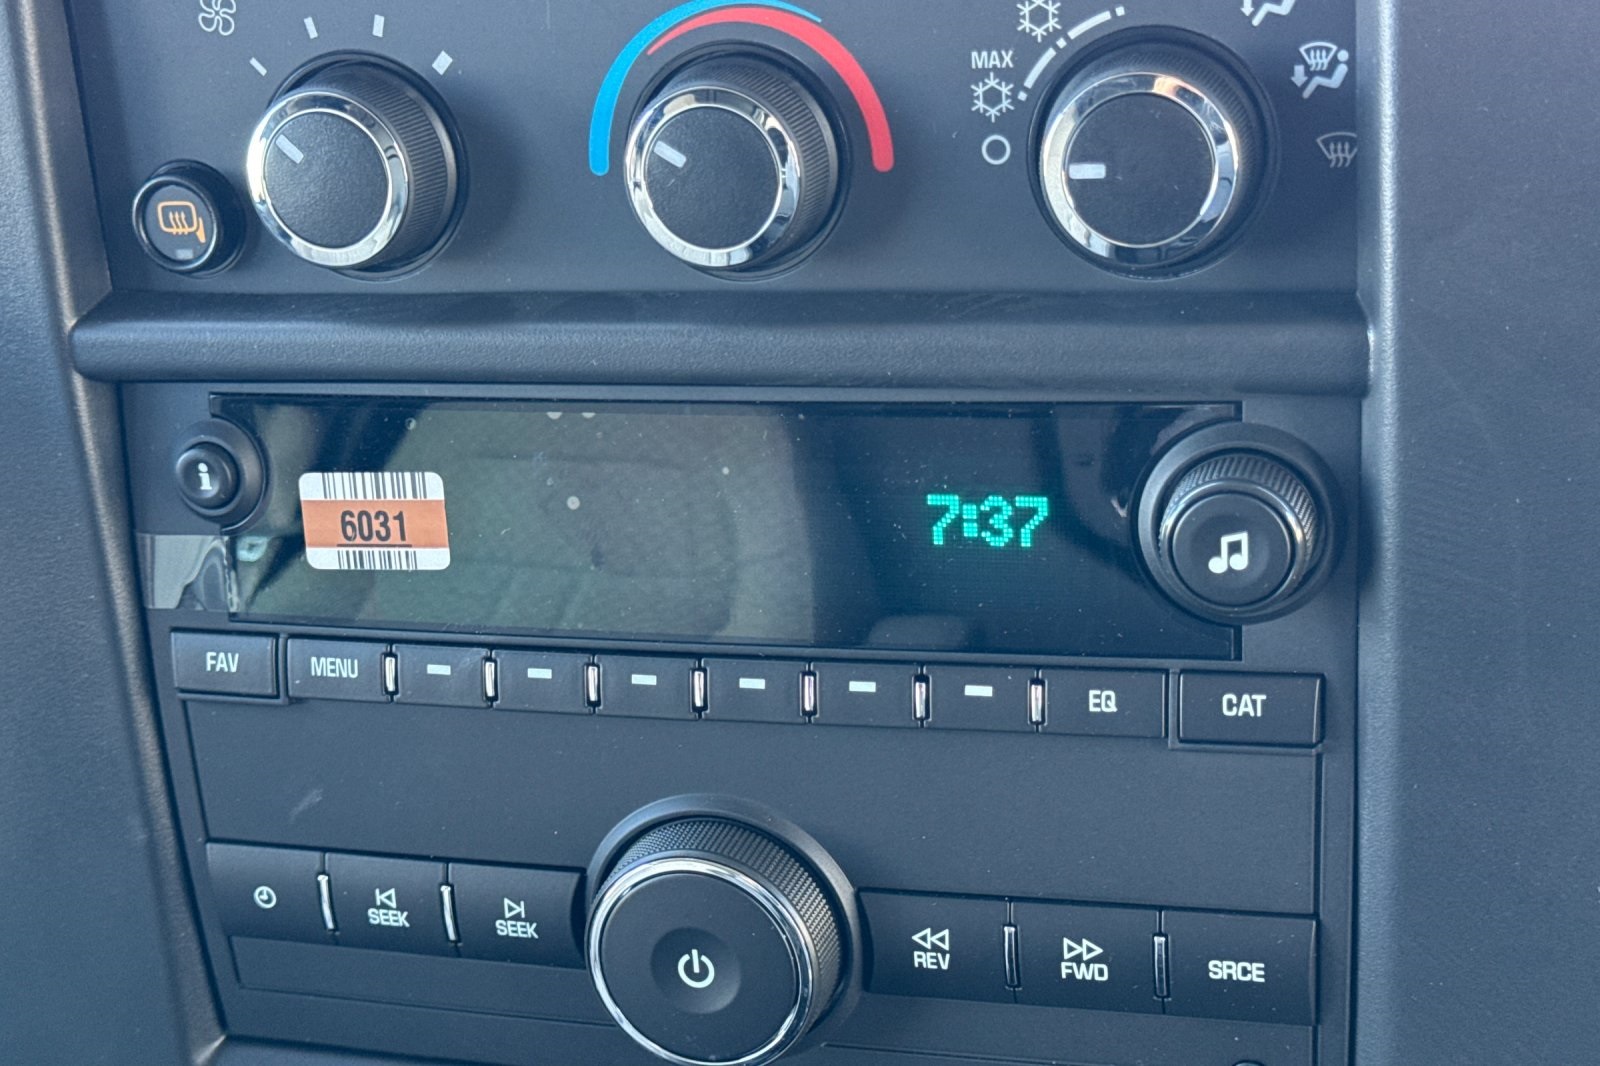 MAX
i
6031
7:37
FAV
MENU
EQ
CAT
SEEK
SEEK
REV
FWD
SRCE